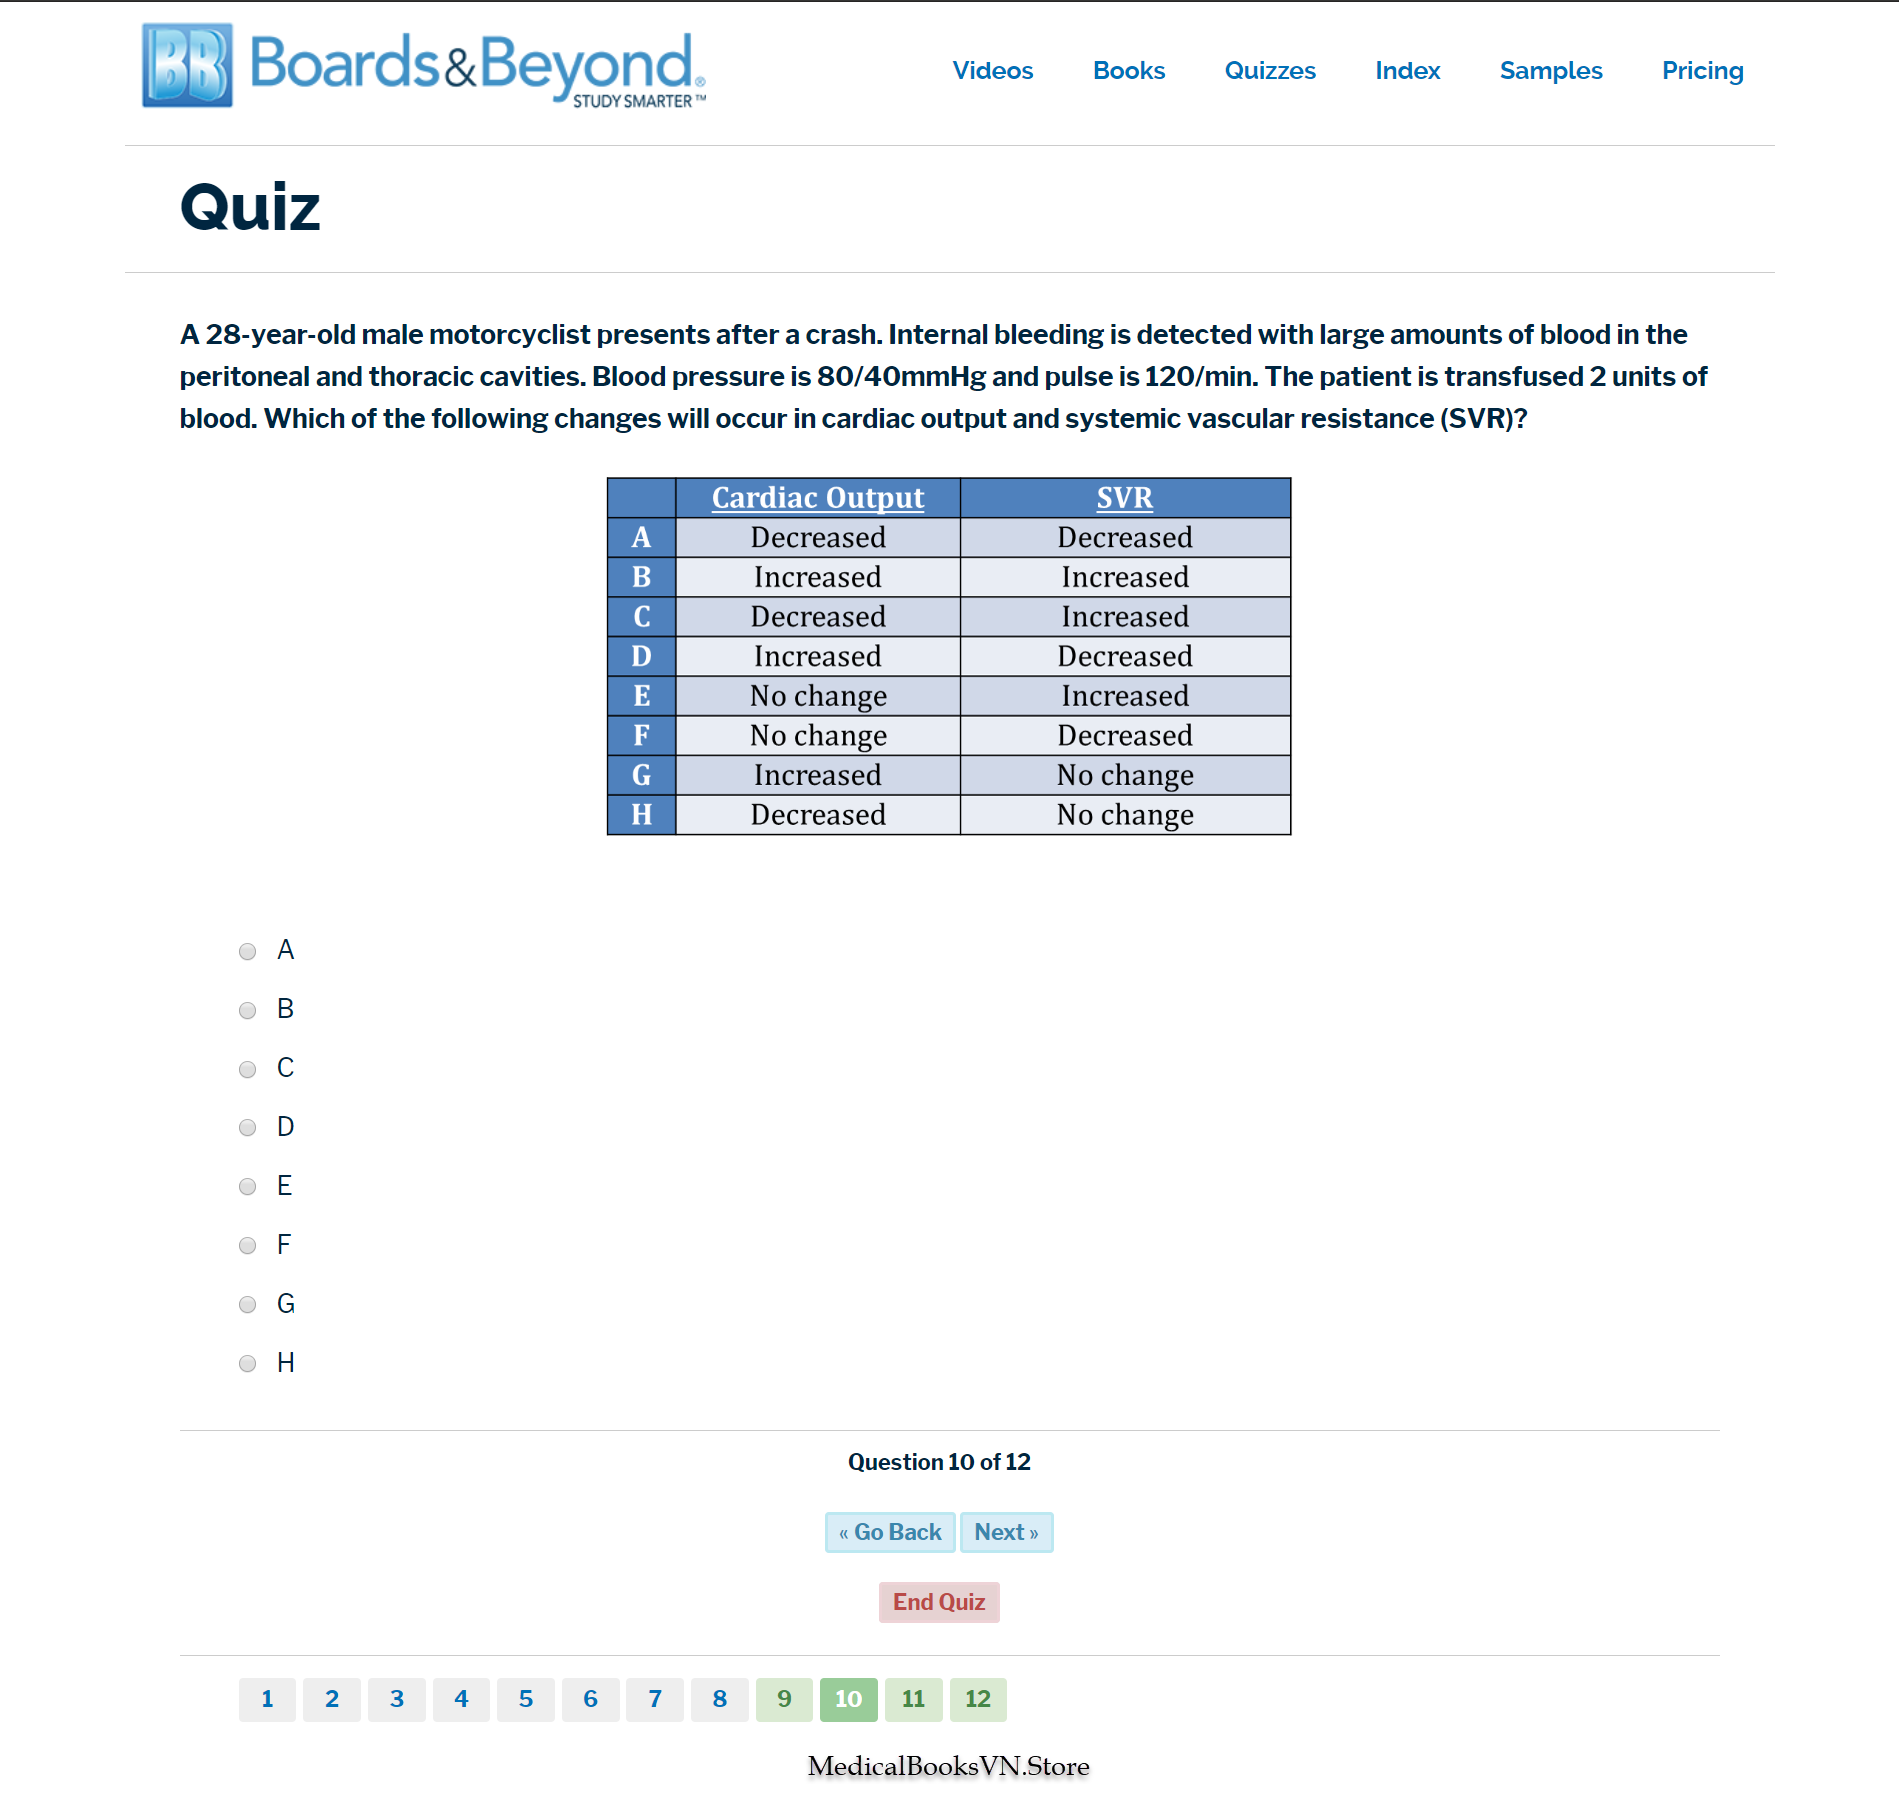 BB Boards&Beyond.®
STUDY SMARTER™
Videos Books Quizzes Index Samples Pricing
Quiz
A 28-year-old male motorcyclist presents after a crash. Internal bleeding is detected with large amounts of blood in the
peritoneal and thoracic cavities. Blood pressure is 80/40mmHg and pulse is 120/min. The patient is transfused 2 units of
blood. Which of the following changes will occur in cardiac output and systemic vascular resistance (SVR)?
Cardiac Output SVR
A Decreased Decreased
B Increased Increased
C Decreased Increased
D Increased Decreased
E No change Increased
F No change Decreased
G Increased No change
H Decreased No change
A
B
C
D
E
F
G
H
Question 10 of 12
« Go Back Next »
End Quiz
1 2 3 4 5 6 7 8 9 10 11 12
MedicalBooksVN.Store